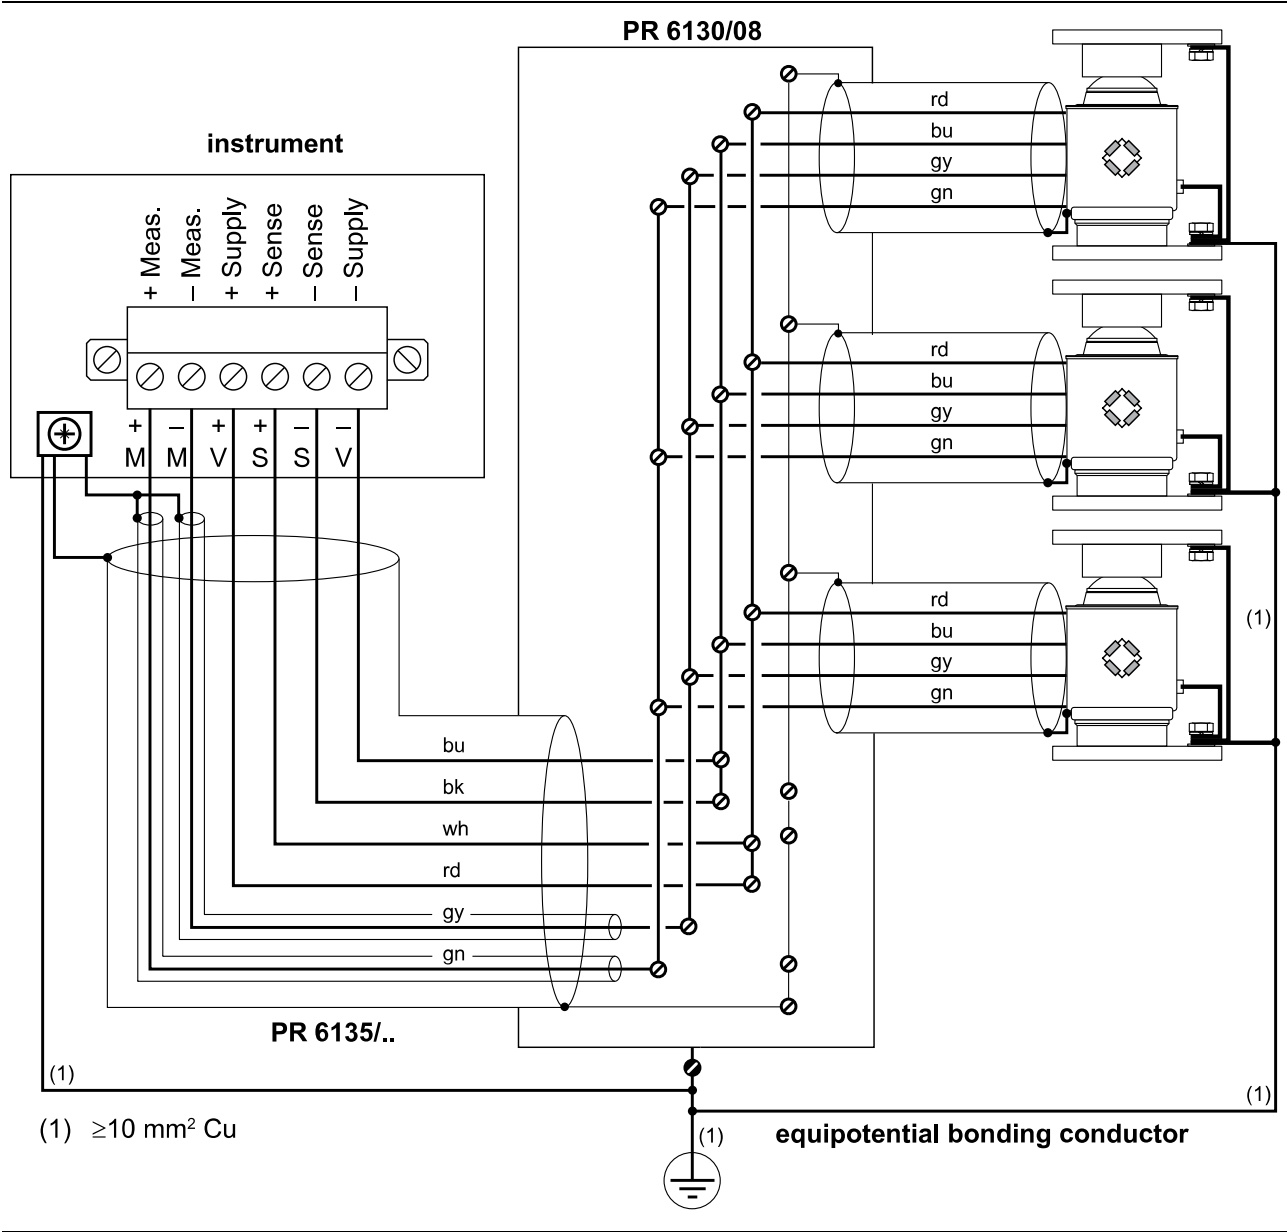 PR 6130/08
instrument
+ Meas.
– Meas.
+ Supply
+ Sense
– Sense
– Supply
+ – + + – –
M M V S S V
rd
bu
gy
gn
rd
bu
gy
gn
rd
bu
gy
gn
(1)
bu
bk
wh
rd
gy
gn
PR 6135/..
(1)
(1)
(1) ≥10 mm² Cu
(1)
equipotential bonding conductor